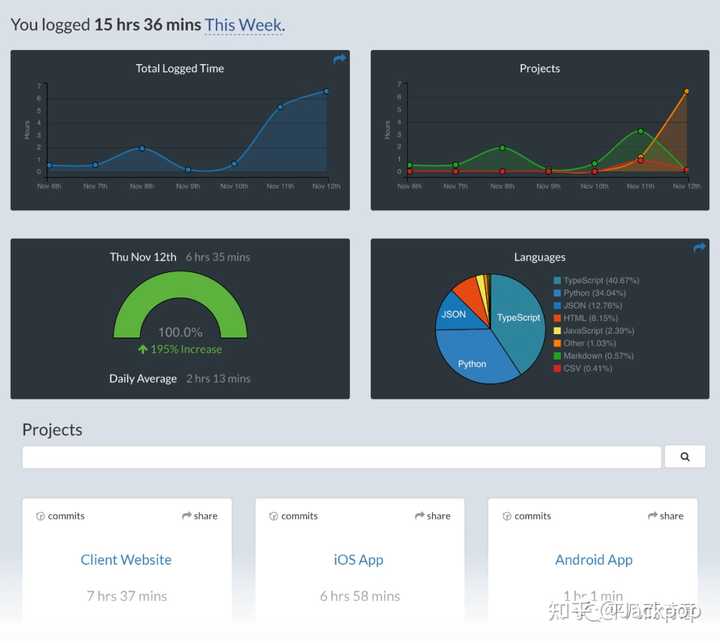 You logged 15 hrs 36 mins This Week.
Total Logged Time
Hours
7
6
5
4
3
2
1
0
Nov 6th Nov 7th Nov 8th Nov 9th Nov 10th Nov 11th Nov 12th
Projects
Hours
7
6
5
4
3
2
1
0
Nov 6th Nov 7th Nov 8th Nov 9th Nov 10th Nov 11th Nov 12th
Thu Nov 12th 6 hrs 35 mins
100.0%
195% Increase
Daily Average 2 hrs 13 mins
Languages
JSON
TypeScript
Python
TypeScript (40.67%)
Python (34.04%)
JSON (12.76%)
HTML (8.15%)
JavaScript (2.39%)
Other (1.03%)
Markdown (0.57%)
CSV (0.41%)
Projects
commits share
Client Website
7 hrs 37 mins
commits share
iOS App
6 hrs 58 mins
commits share
Android App
1 hr 1 min
知乎 @Jackpop